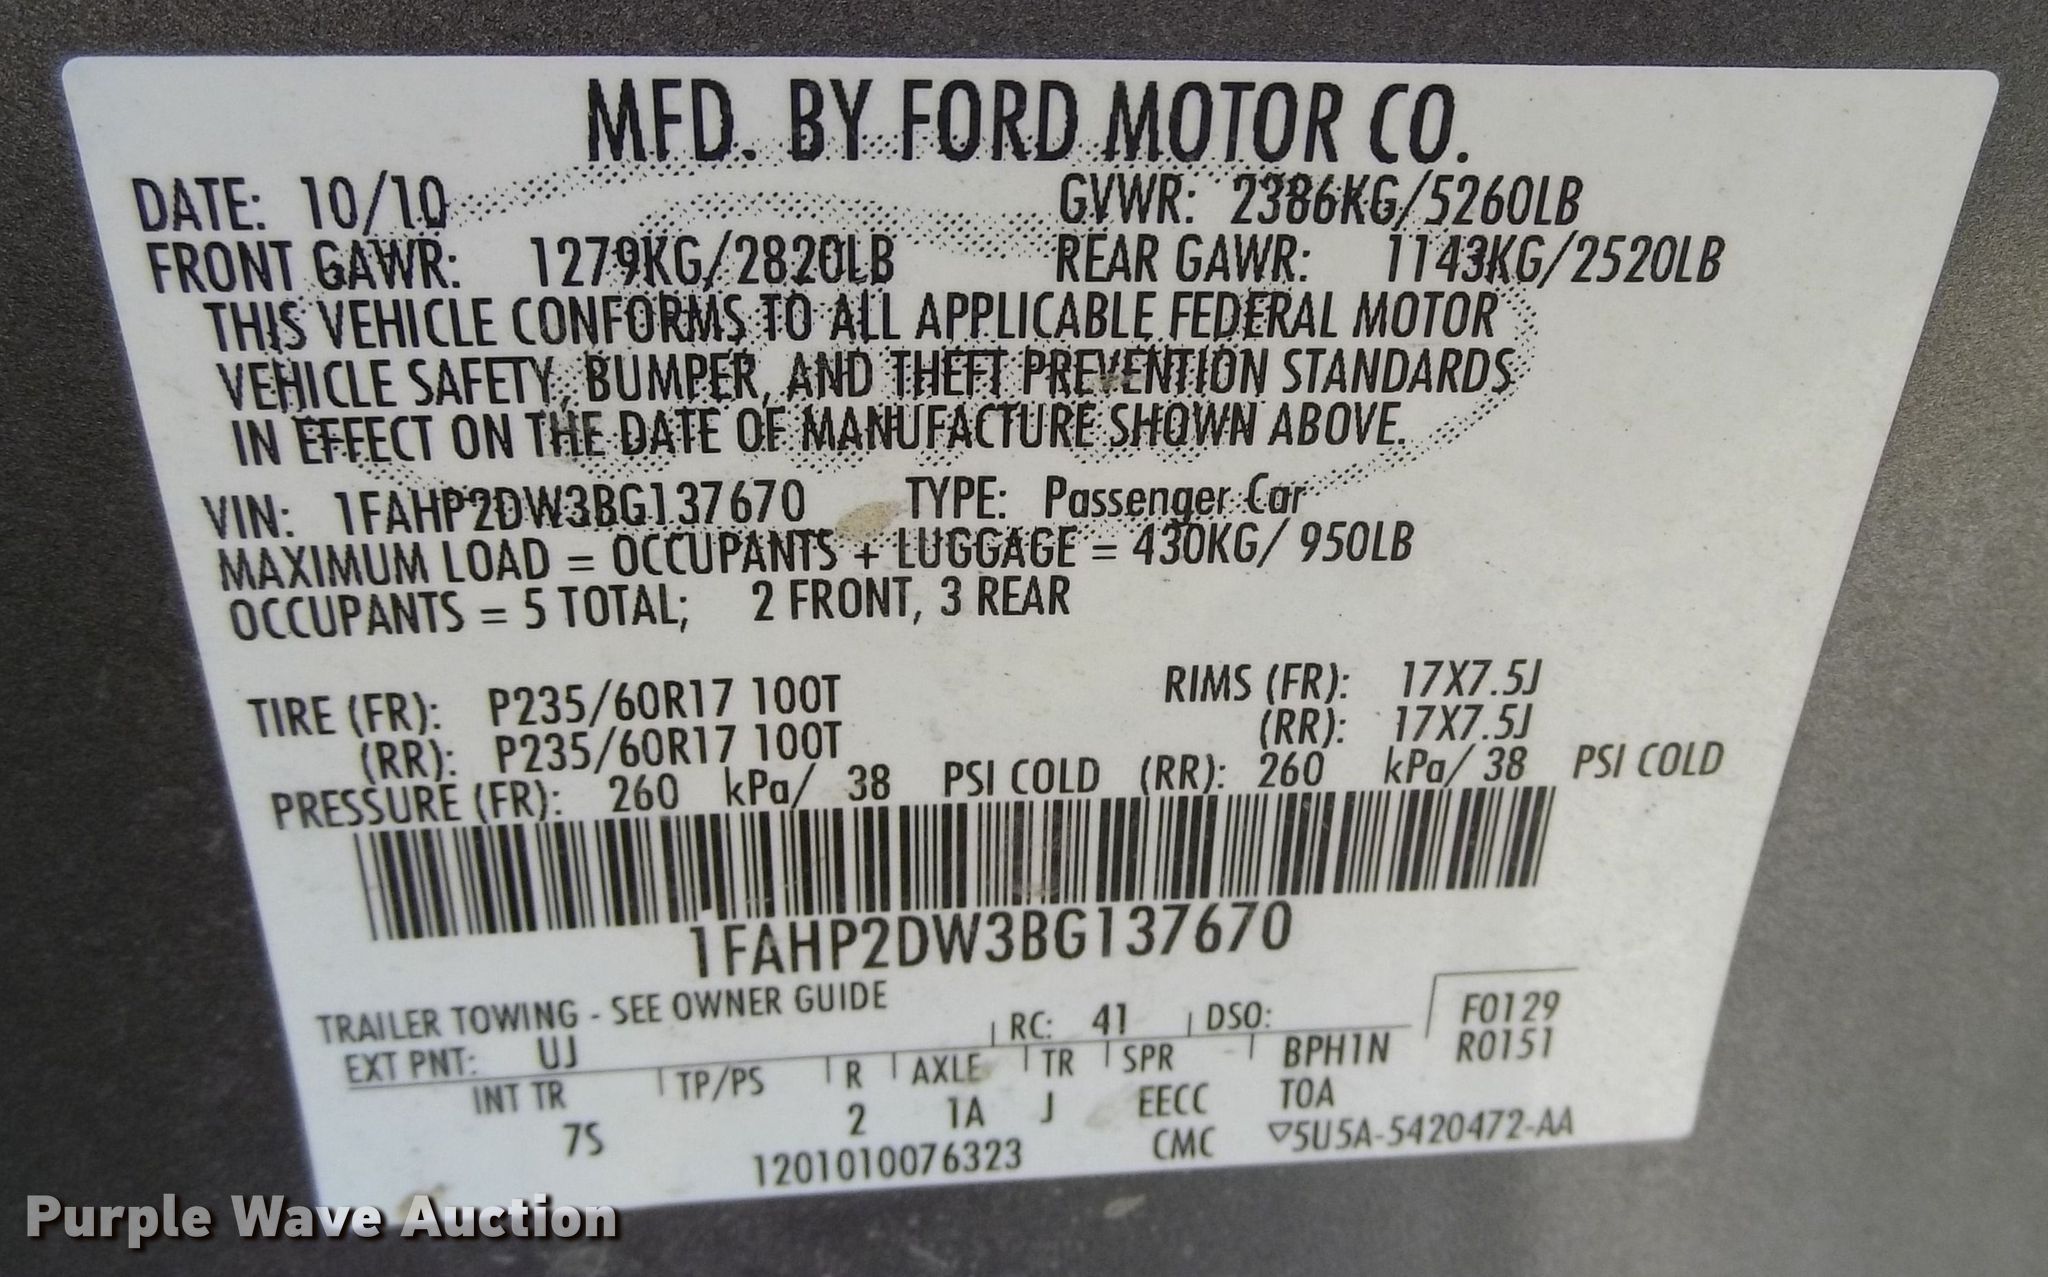 MFD. BY FORD MOTOR CO.
DATE: 10/10 GVWR: 2386KG/5260LB
FRONT GAWR: 1279KG/2820LB REAR GAWR: 1143KG/2520LB
THIS VEHICLE CONFORMS TO ALL APPLICABLE FEDERAL MOTOR
VEHICLE SAFETY, BUMPER, AND THEFT PREVENTION STANDARDS
IN EFFECT ON THE DATE OF MANUFACTURE SHOWN ABOVE.
VIN: 1FAHP2DW3BG137670 TYPE: Passenger Car
MAXIMUM LOAD = OCCUPANTS + LUGGAGE = 430KG/ 950LB
OCCUPANTS = 5 TOTAL; 2 FRONT, 3 REAR
TIRE (FR): P235/60R17 100T RIMS (FR): 17X7.5J
(RR): P235/60R17 100T (RR): 17X7.5J
PRESSURE (FR): 260 kPa/ 38 PSI COLD (RR): 260 kPa/ 38 PSI COLD
1FAHP2DW3BG137670
TRAILER TOWING - SEE OWNER GUIDE
EXT PNT: UJ RC: 41 DSO: F0129
INT TR TP/PS R AXLE TR SPR BPH1N R0151
7S 2 1A J EECC TOA
1201010076323 CMC ▽5U5A-5420472-AA
Purple Wave Auction